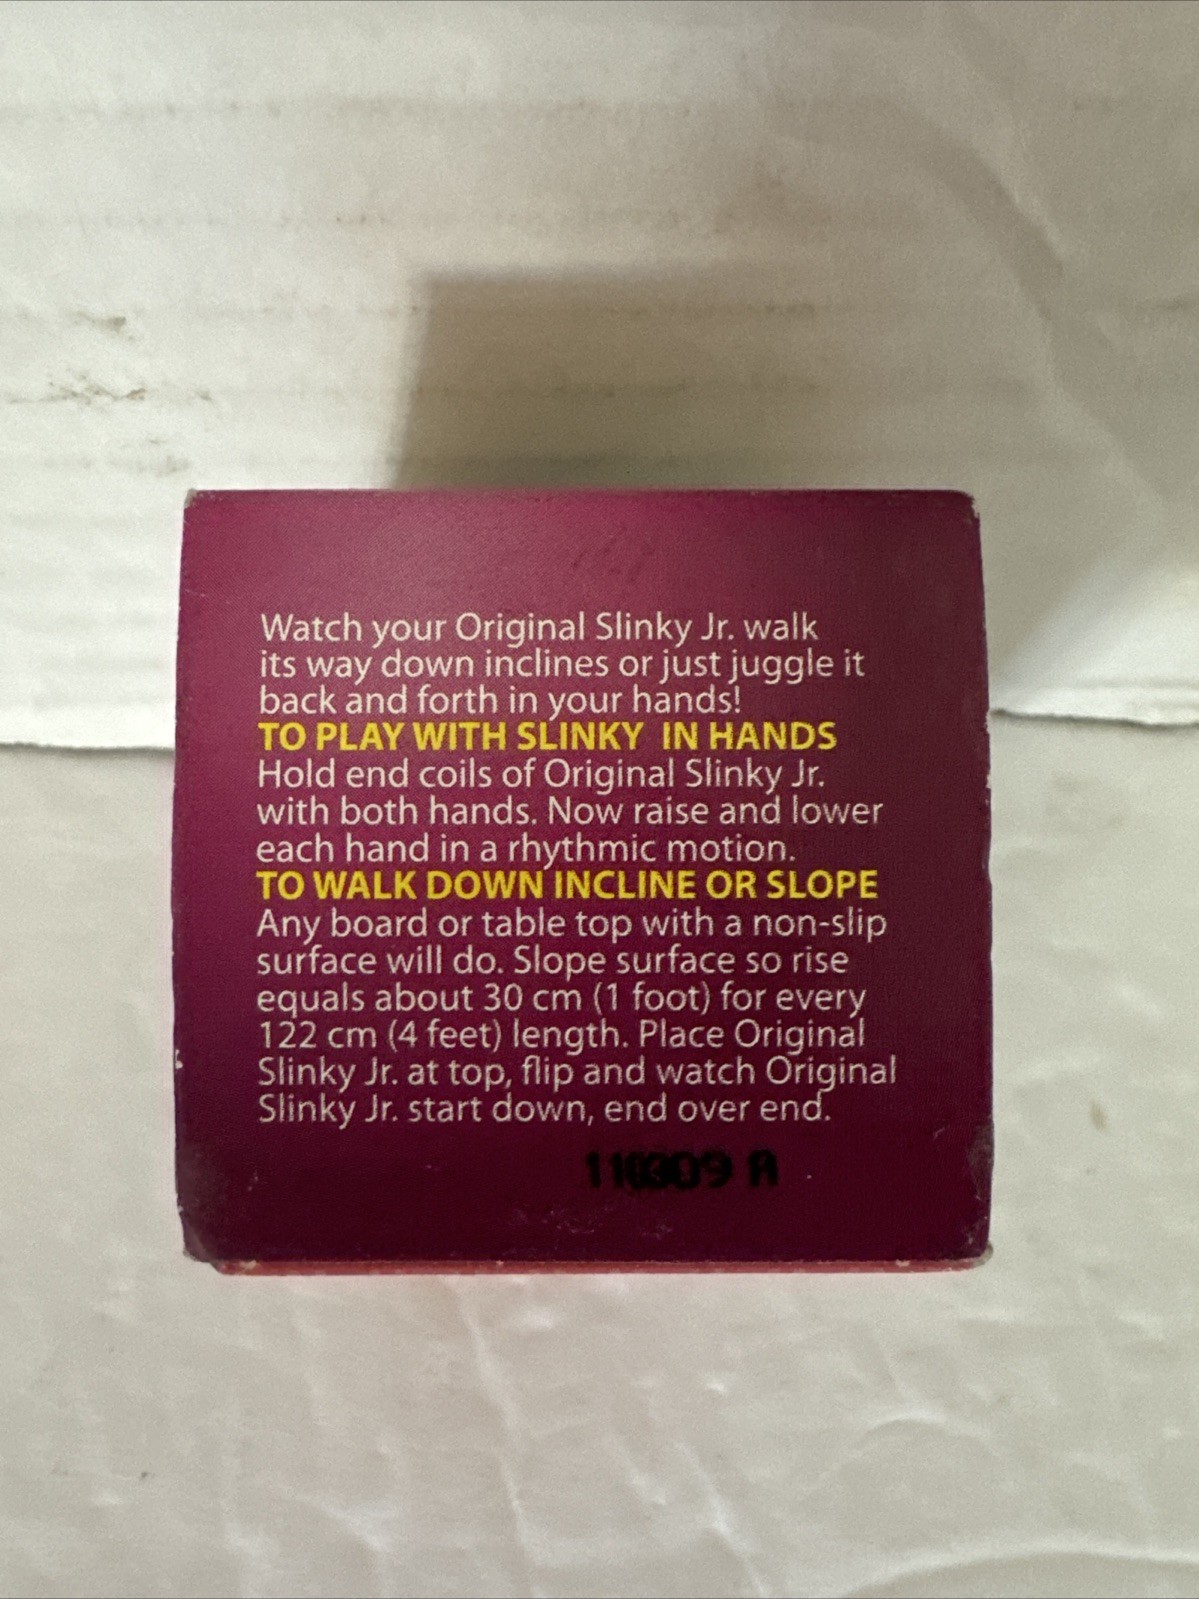 Watch your Original Slinky Jr. walk
its way down inclines or just juggle it
back and forth in your hands!
TO PLAY WITH SLINKY IN HANDS
Hold end coils of Original Slinky Jr.
with both hands. Now raise and lower
each hand in a rhythmic motion.
TO WALK DOWN INCLINE OR SLOPE
Any board or table top with a non-slip
surface will do. Slope surface so rise
equals about 30 cm (1 foot) for every
122 cm (4 feet) length. Place Original
Slinky Jr. at top, flip and watch Original
Slinky Jr. start down, end over end.
A